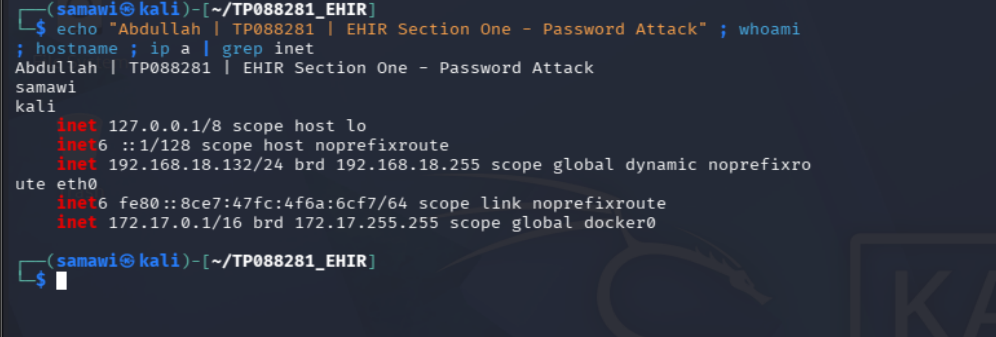 ┌──(samawi㉿kali)-[~/TP088281_EHIR]
└─$ echo "Abdullah | TP088281 | EHIR Section One - Password Attack" ; whoami
; hostname ; ip a | grep inet
Abdullah | TP088281 | EHIR Section One - Password Attack
samawi
kali
    inet 127.0.0.1/8 scope host lo
    inet6 ::1/128 scope host noprefixroute
    inet 192.168.18.132/24 brd 192.168.18.255 scope global dynamic noprefixro
ute eth0
    inet6 fe80::8ce7:47fc:4f6a:6cf7/64 scope link noprefixroute
    inet 172.17.0.1/16 brd 172.17.255.255 scope global docker0
┌──(samawi㉿kali)-[~/TP088281_EHIR]
└─$
KA